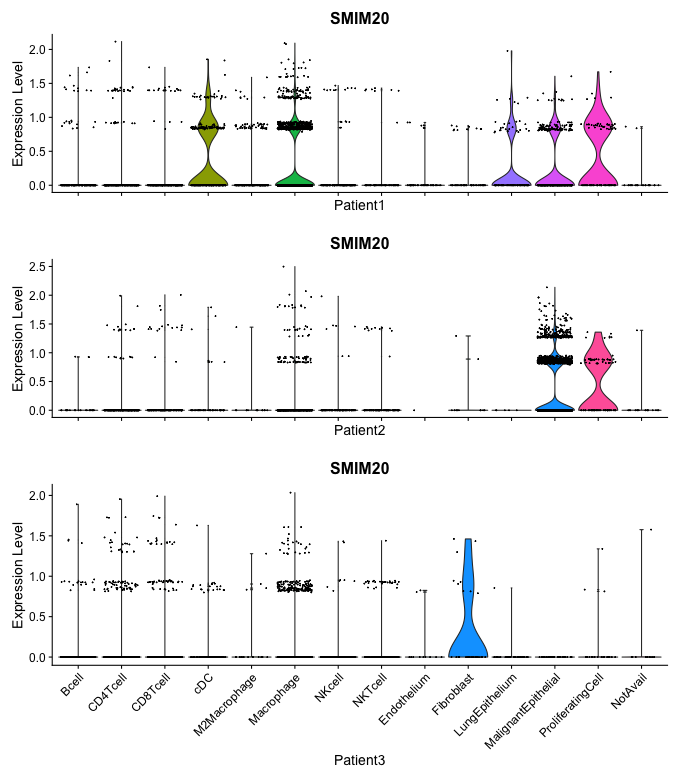 SMIM20
Expression Level
2.0
1.5
1.0
0.5
0.0
Patient1
SMIM20
Expression Level
2.5
2.0
1.5
1.0
0.5
0.0
Patient2
SMIM20
Expression Level
2.0
1.5
1.0
0.5
0.0
Bcell
CD4Tcell
CD8Tcell
cDC
M2Macrophage
Macrophage
NKcell
NKTcell
Endothelium
Fibroblast
LungEpithelium
MalignantEpithelial
ProliferatingCell
NotAvail
Patient3